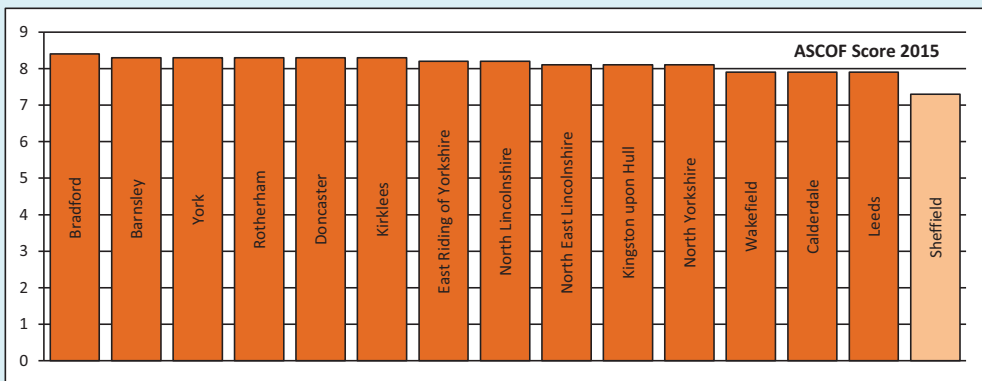 9
8
7
6
5
4
3
2
1
0
ASCOF Score 2015
Bradford
Barnsley
York
Rotherham
Doncaster
Kirklees
East Riding of Yorkshire
North Lincolnshire
North East Lincolnshire
Kingston upon Hull
North Yorkshire
Wakefield
Calderdale
Leeds
Sheffield